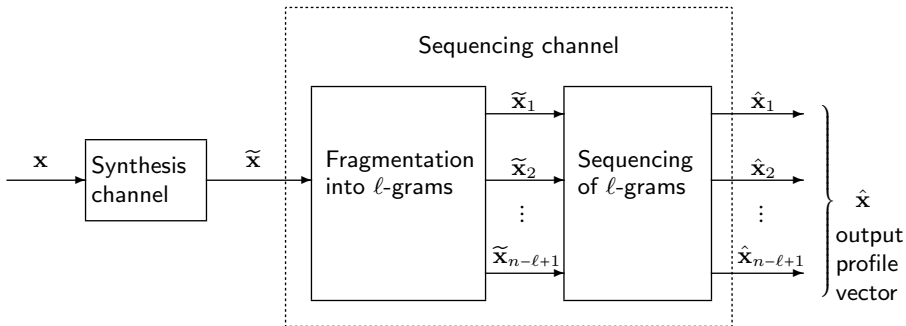 Sequencing channel
x
Synthesis
channel
x̃
Fragmentation
into ℓ-grams
x̃₁
x̃₂
⋮
x̃ₙ₋ℓ₊₁
Sequencing
of ℓ-grams
x̂₁
x̂₂
⋮
x̂ₙ₋ℓ₊₁
x̂
output
profile
vector